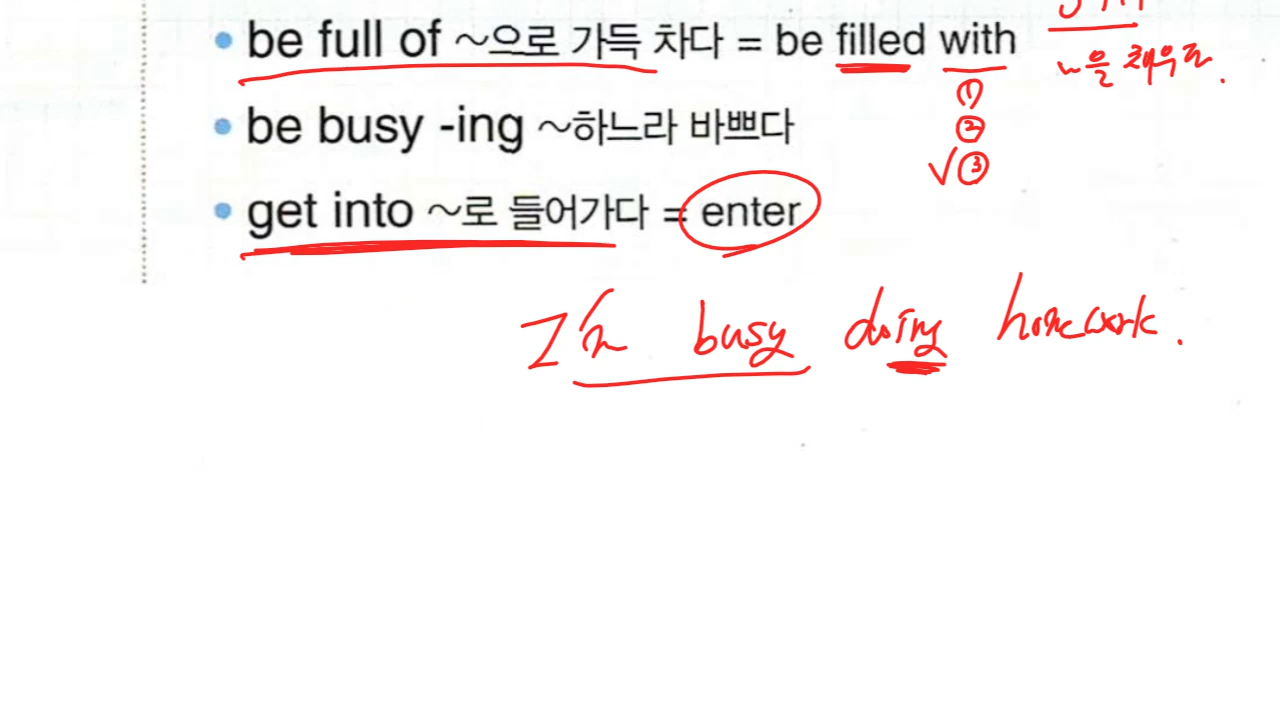 • be full of ~으로 가득 차다 = be filled with
~을 채우다.
①
②
• be busy -ing ~하느라 바쁘다
✓③
• get into ~로 들어가다 = enter
I'm busy doing homework.